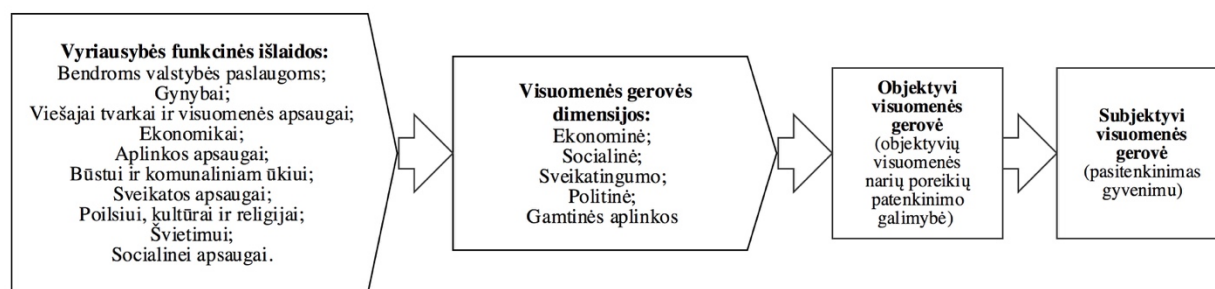 Vyriausybės funkcinės išlaidos:
Bendroms valstybės paslaugoms;
Gynybai;
Viešajai tvarkai ir visuomenės apsaugai;
Ekonomikai;
Aplinkos apsaugai;
Būstui ir komunaliniam ūkiui;
Sveikatos apsaugai;
Poilsiui, kultūrai ir religijai;
Švietimui;
Socialinei apsaugai.
Visuomenės gerovės
dimensijos:
Ekonominė;
Socialinė;
Sveikatingumo;
Politinė;
Gamtinės aplinkos
Objektyvi
visuomenės
gerovė
(objektyvių
visuomenės
narių poreikių
patenkinimo
galimybė)
Subjektyvi
visuomenės
gerovė
(pasitenkinimas
gyvenimu)